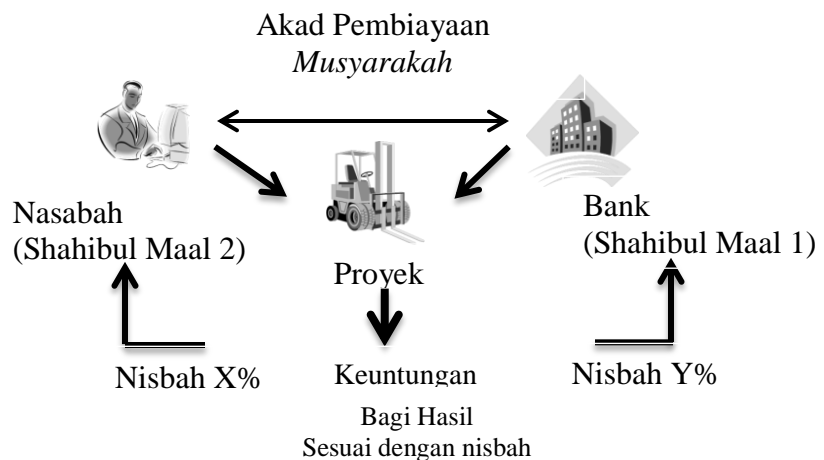 Akad Pembiayaan
Musyarakah
Nasabah
(Shahibul Maal 2)
Bank
(Shahibul Maal 1)
Proyek
Nisbah X%
Keuntungan
Nisbah Y%
Bagi Hasil
Sesuai dengan nisbah